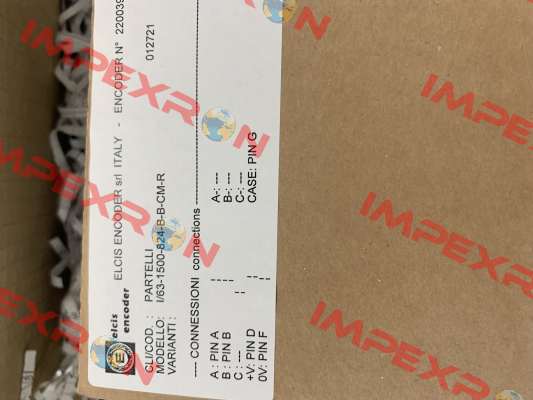 elcis
encoder
ELCIS ENCODER srl ITALY - ENCODER N° 220039
CLI/COD. : PARTELLI 012721
MODELLO: I/63-1500-824-B-B-CM-R
VARIANTI :
---- CONNESSIONI connections ----
A : PIN A A-: ---
B : PIN B B-: ---
C : --- C-: ---
+V: PIN D CASE: PIN G
0V: PIN F
IMPEXRON
IMPEXRON
IMPEXRON
IMPEXRON
IMPEXRON